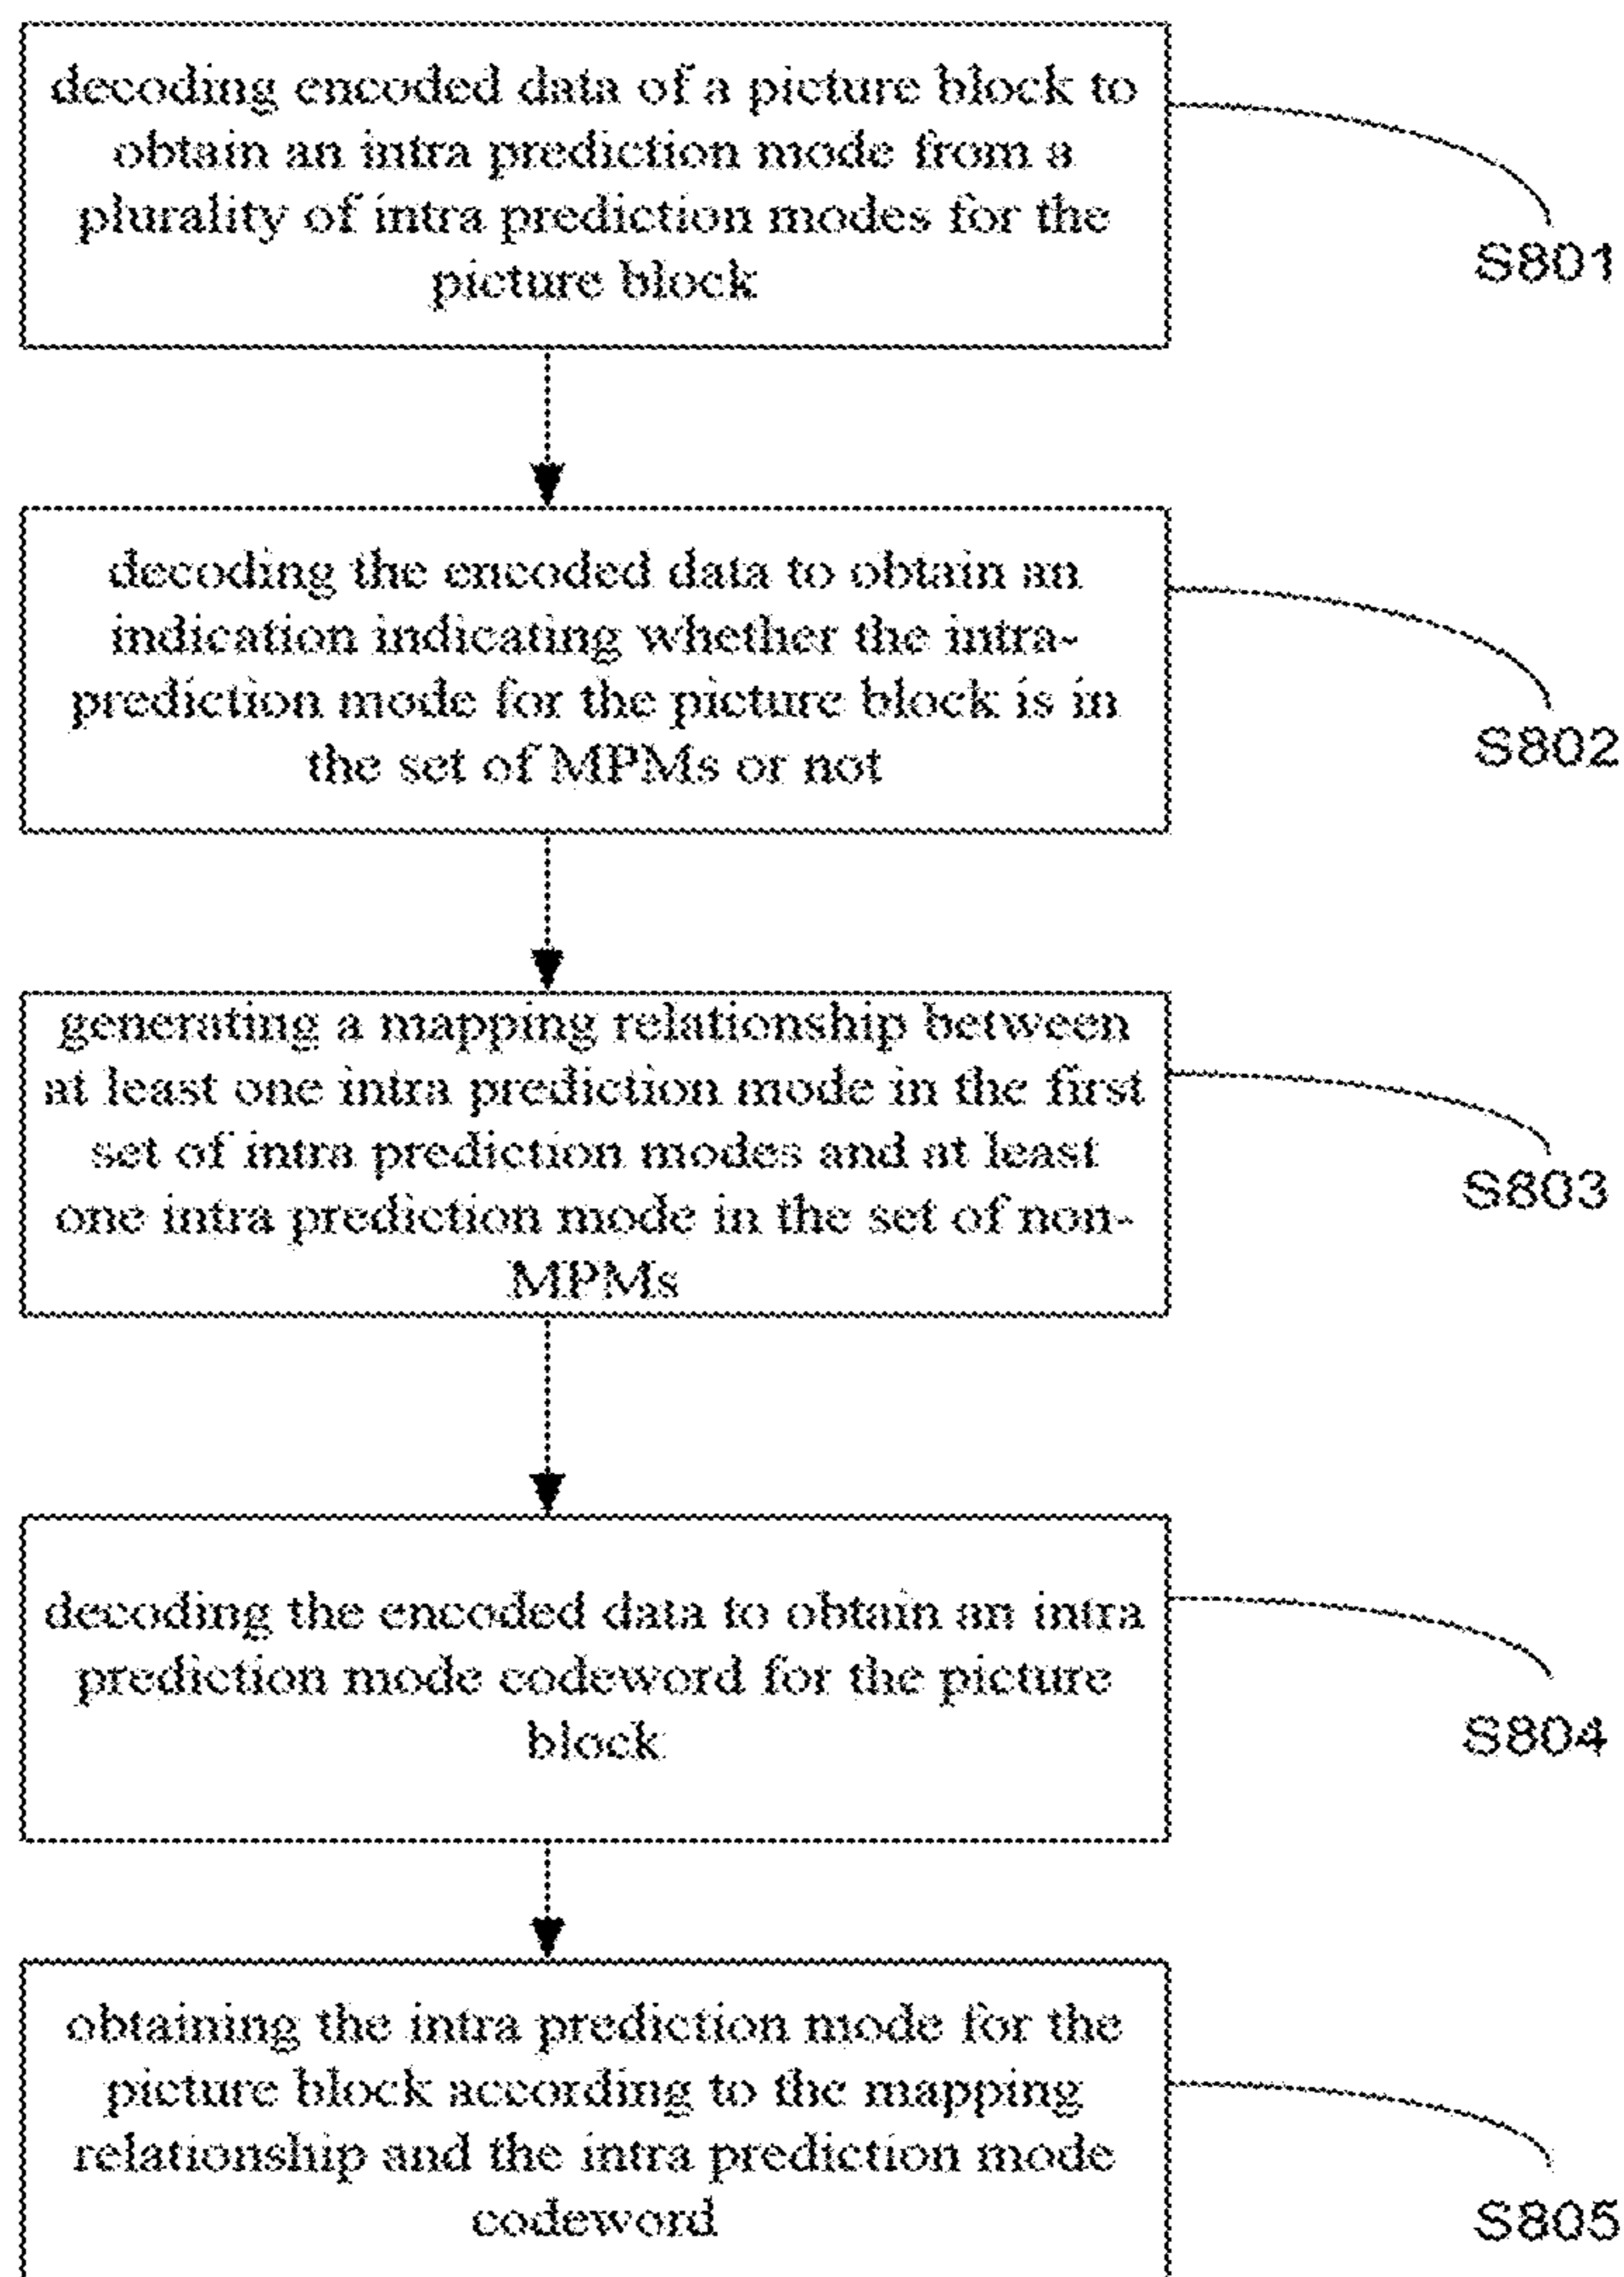 decoding encoded data of a picture block to
obtain an intra prediction mode from a
plurality of intra prediction modes for the
picture block
S801
decoding the encoded data to obtain an
indication indicating whether the intra-
prediction mode for the picture block is in
the set of MPMs or not
S802
generating a mapping relationship between
at least one intra prediction mode in the first
set of intra prediction modes and at least
one intra prediction mode in the set of non-
MPMs
S803
decoding the encoded data to obtain an intra
prediction mode codeword for the picture
block
S804
obtaining the intra prediction mode for the
picture block according to the mapping
relationship and the intra prediction mode
codeword
S805